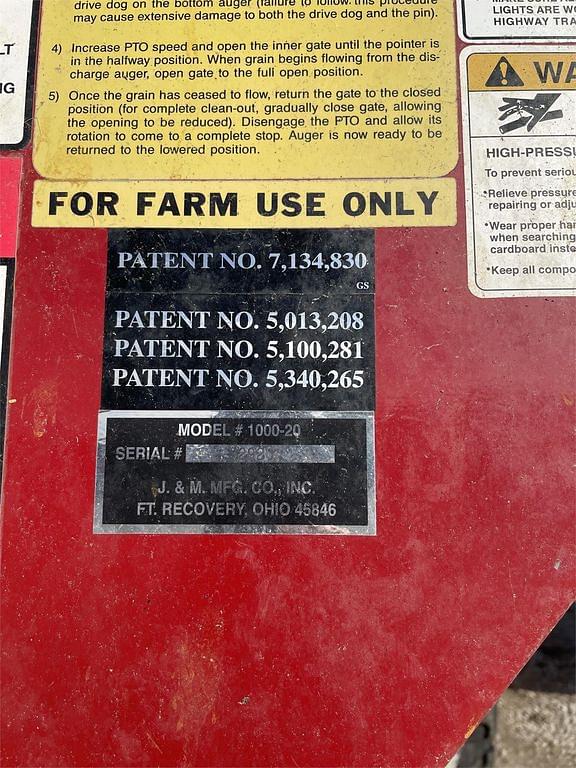 drive dog on the bottom auger (failure to follow this procedure
may cause extensive damage to both the drive dog and the pin).
4) Increase PTO speed and open the inner gate until the pointer is
in the halfway position. When grain begins flowing from the dis-
charge auger, open gate to the full open position.
5) Once the grain has ceased to flow, return the gate to the closed
position (for complete clean-out, gradually close gate, allowing
the opening to be reduced). Disengage the PTO and allow its
rotation to come to a complete stop. Auger is now ready to be
returned to the lowered position.
FOR FARM USE ONLY
PATENT NO. 7,134,830
GS
PATENT NO. 5,013,208
PATENT NO. 5,100,281
PATENT NO. 5,340,265
MODEL # 1000-20
SERIAL #
J. & M. MFG. CO., INC.
FT. RECOVERY, OHIO 45846
LT
NG
LIGHTS ARE
HIGHWAY
WA
HIGH-PRESS
To prevent
•Relieve pressure
repairing or
•Wear proper
when searching
cardboard
•Keep all